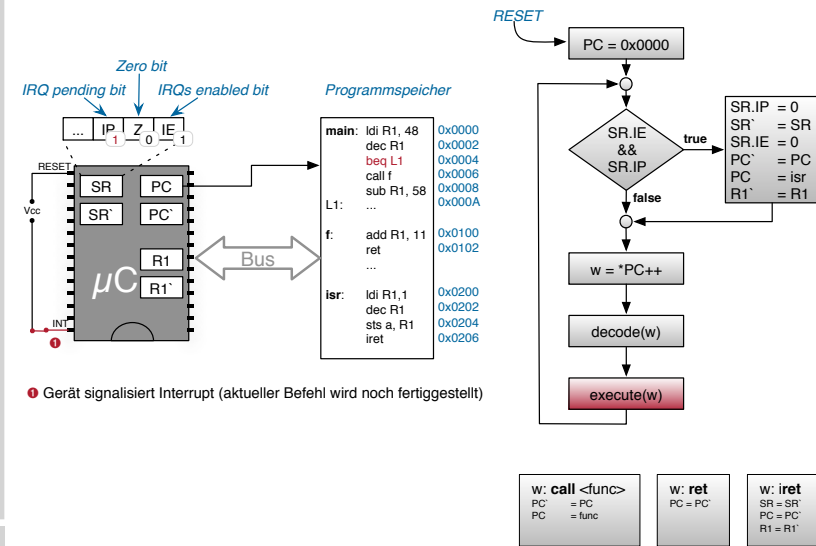 RESET
PC = 0x0000
Zero bit
IRQ pending bit
IRQs enabled bit
Programmspeicher
... IP Z IE
1 0 1
RESET
Vcc
INT
SR PC
SR` PC`
R1
R1`
µC
Bus
❶
main: ldi R1, 48 0x0000
dec R1 0x0002
beq L1 0x0004
call f 0x0006
sub R1, 58 0x0008
L1: ... 0x000A
f: add R1, 11 0x0100
ret 0x0102
...
isr: ldi R1,1 0x0200
dec R1 0x0202
sts a, R1 0x0204
iret 0x0206
SR.IE
&&
SR.IP
true
false
SR.IP = 0
SR` = SR
SR.IE = 0
PC` = PC
PC = isr
R1` = R1
w = *PC++
decode(w)
execute(w)
❶ Gerät signalisiert Interrupt (aktueller Befehl wird noch fertiggestellt)
w: call <func>
PC` = PC
PC = func
w: ret
PC = PC`
w: iret
SR = SR`
PC = PC`
R1 = R1`